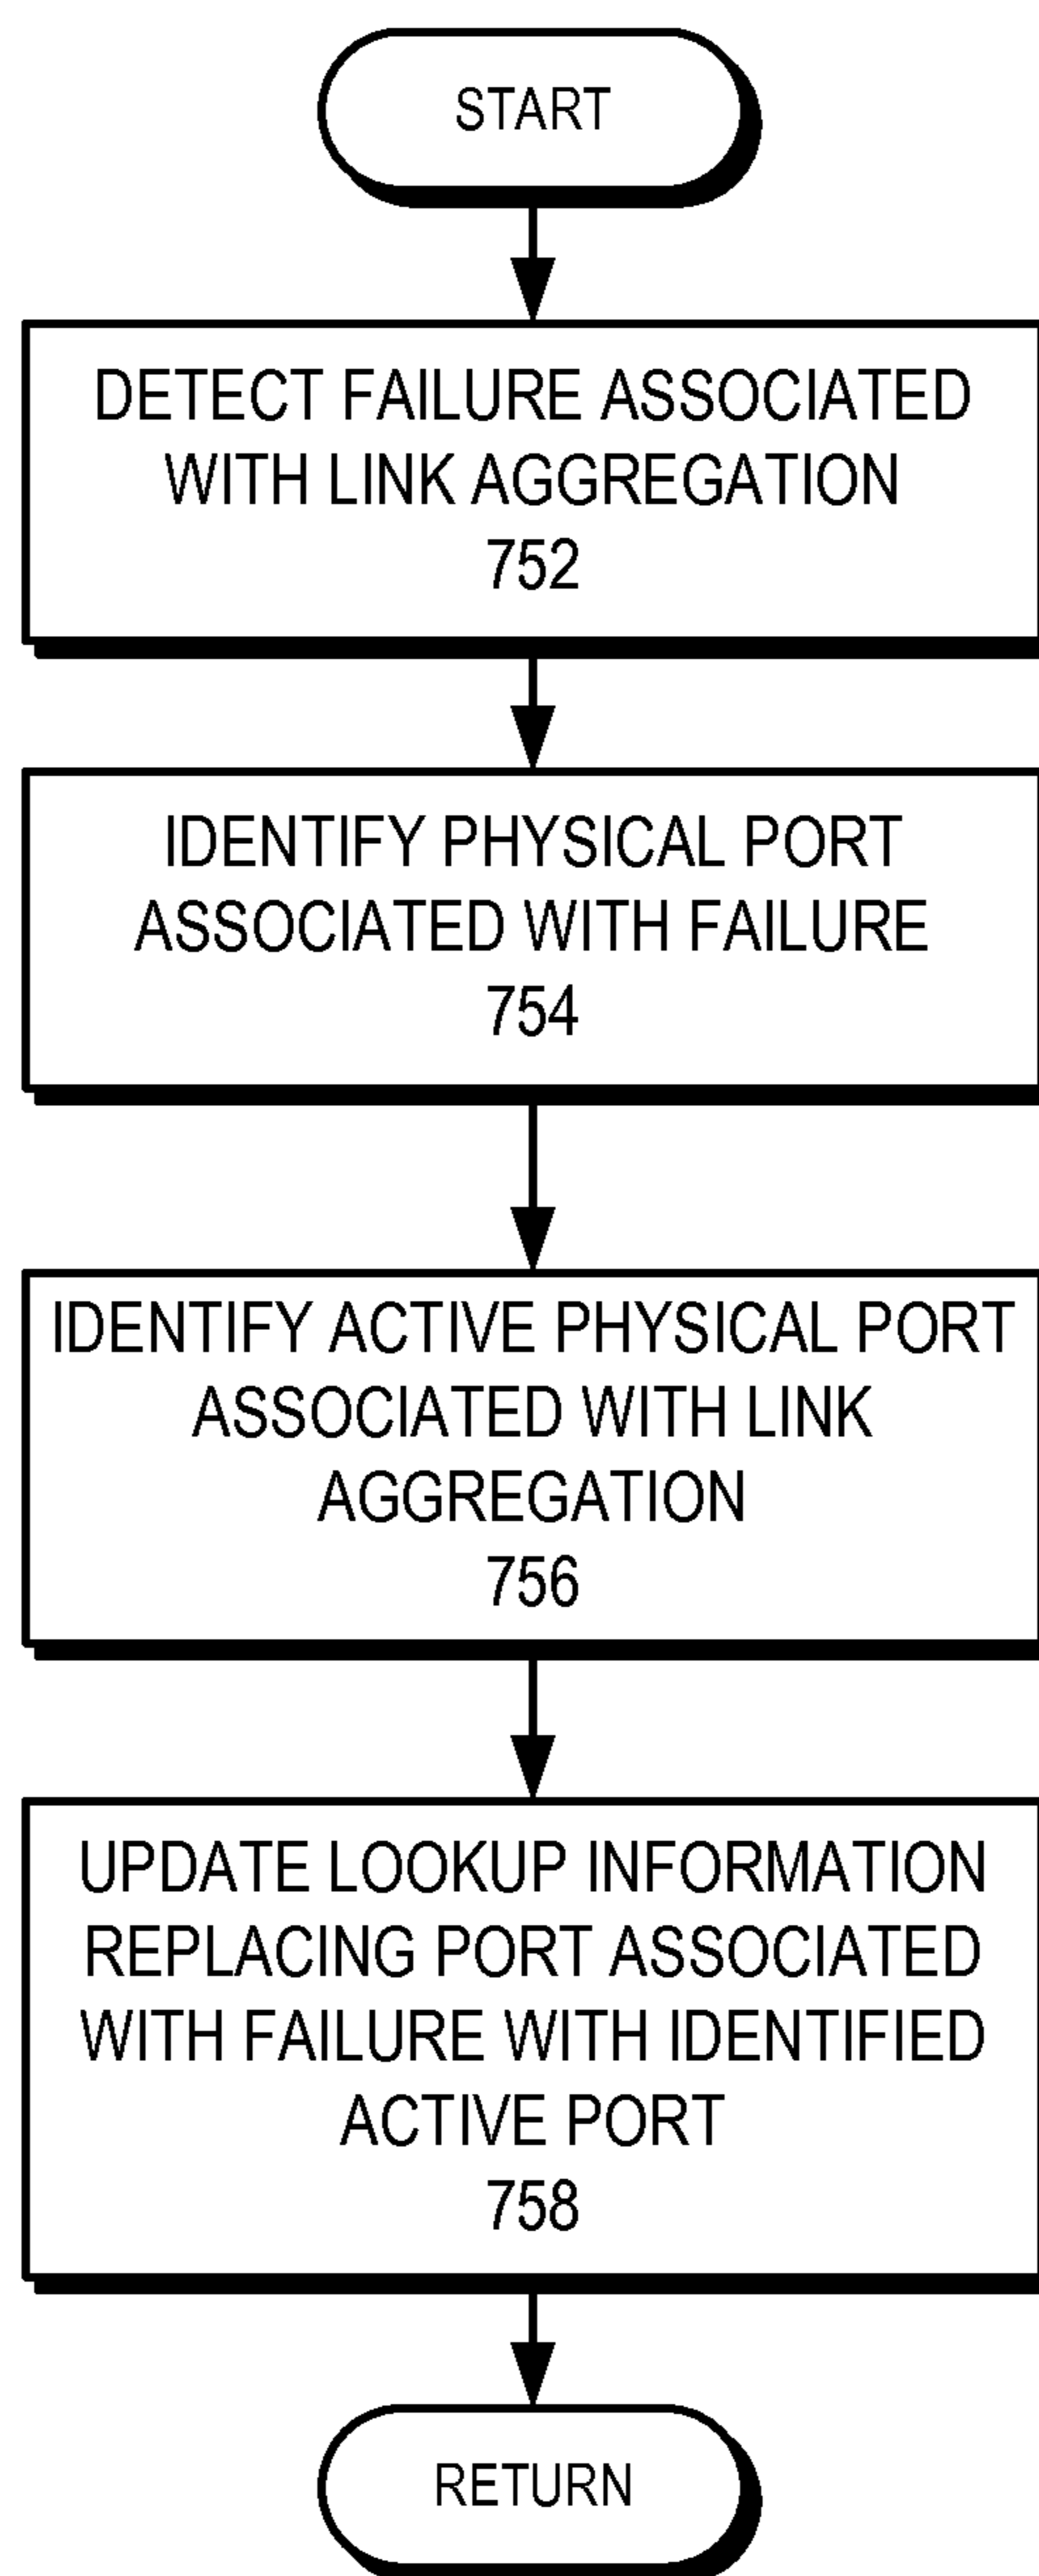 START
DETECT FAILURE ASSOCIATED
WITH LINK AGGREGATION
752
IDENTIFY PHYSICAL PORT
ASSOCIATED WITH FAILURE
754
IDENTIFY ACTIVE PHYSICAL PORT
ASSOCIATED WITH LINK
AGGREGATION
756
UPDATE LOOKUP INFORMATION
REPLACING PORT ASSOCIATED
WITH FAILURE WITH IDENTIFIED
ACTIVE PORT
758
RETURN